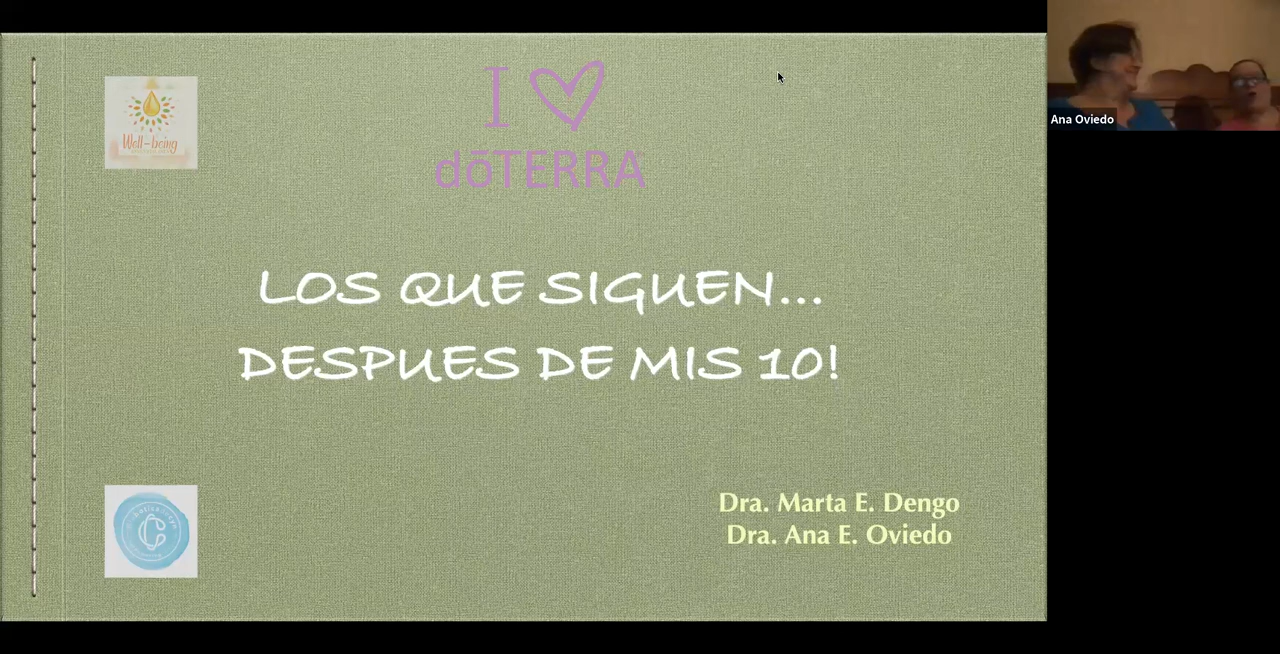 I
dōTERRA
Well-being
LOS QUE SIGUEN...
DESPUES DE MIS 10!
Dra. Marta E. Dengo
Dra. Ana E. Oviedo
Ana Oviedo